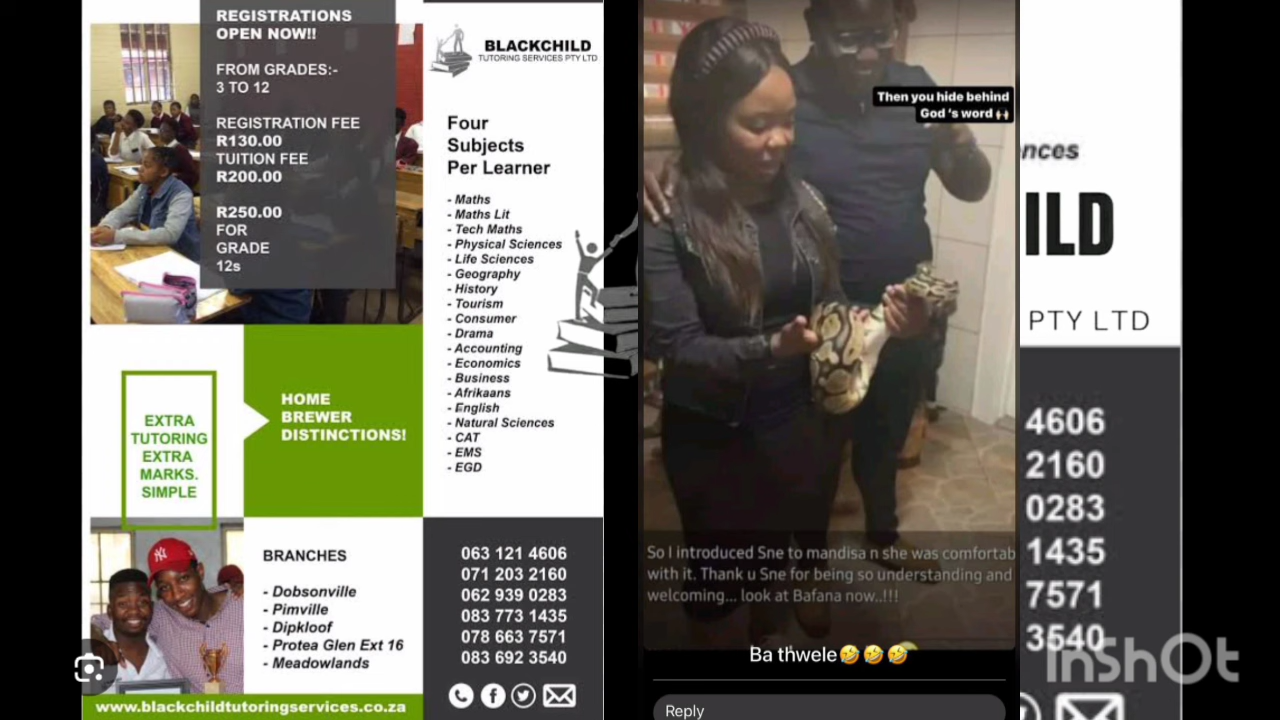 REGISTRATIONS
OPEN NOW!!
FROM GRADES:-
3 TO 12
REGISTRATION FEE
R130.00
TUITION FEE
R200.00
R250.00
FOR
GRADE
12s
EXTRA
TUTORING
EXTRA
MARKS.
SIMPLE
HOME
BREWER
DISTINCTIONS!
BRANCHES
- Dobsonville
- Pimville
- Dipkloof
- Protea Glen Ext 16
- Meadowlands
www.blackchildtutoringservices.co.za
BLACKCHILD
TUTORING SERVICES PTY LTD
Four
Subjects
Per Learner
- Maths
- Maths Lit
- Tech Maths
- Physical Sciences
- Life Sciences
- Geography
- History
- Tourism
- Consumer
- Drama
- Accounting
- Economics
- Business
- Afrikaans
- English
- Natural Sciences
- CAT
- EMS
- EGD
063 121 4606
071 203 2160
062 939 0283
083 773 1435
078 663 7571
083 692 3540
Then you hide behind
God 's word🙌🏻
So I introduced Sne to mandisa n she was comfortab
with it. Thank u Sne for being so understanding and
welcoming... look at Bafana now..!!!
Ba thwele🤣🤣🤣
Reply
nces
ILD
PTY LTD
4606
2160
0283
1435
7571
3540
InShOt